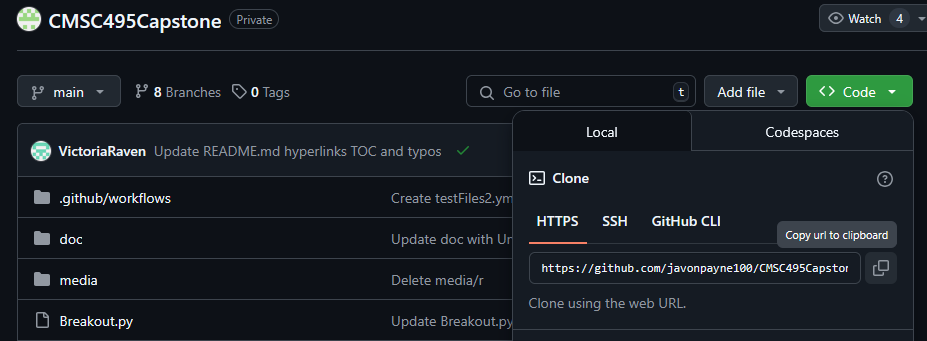 CMSC495Capstone Private Watch 4
main 8 Branches 0 Tags Go to file t Add file Code
Local Codespaces
VictoriaRaven Update README.md hyperlinks TOC and typos
Clone
.github/workflows Create testFiles2.ym
HTTPS SSH GitHub CLI
Copy url to clipboard
doc Update doc with Ur
https://github.com/javonpayne100/CMSC495Capston
media Delete media/r
Clone using the web URL.
Breakout.py Update Breakout.py